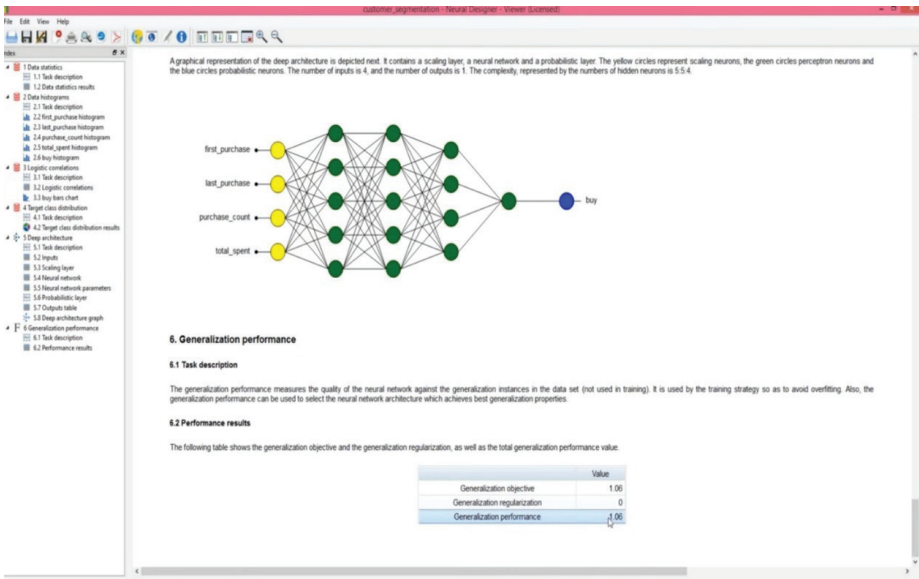 customer_segmentation - Neural Designer - Viewer (Licensed)
File Edit View Help
Index
1 Data statistics
1.1 Task description
1.2 Data statistics results
2 Data histograms
2.1 Task description
2.2 first_purchase histogram
2.3 last_purchase histogram
2.4 purchase_count histogram
2.5 total_spent histogram
2.6 buy histogram
3 Logistic correlations
3.1 Task description
3.2 Logistic correlations
3.3 buy bars chart
4 Target class distribution
4.1 Task description
4.2 Target class distribution results
5 Deep architecture
5.1 Task description
5.2 Inputs
5.3 Scaling layer
5.4 Neural network
5.5 Neural network parameters
5.6 Probabilistic layer
5.7 Outputs table
5.8 Deep architecture graph
6 Generalization performance
6.1 Task description
6.2 Performance results
A graphical representation of the deep architecture is depicted next. It contains a scaling layer, a neural network and a probabilistic layer. The yellow circles represent scaling neurons, the green circles perceptron neurons and
the blue circles probabilistic neurons. The number of inputs is 4, and the number of outputs is 1. The complexity, represented by the numbers of hidden neurons is 5:5:4.
first_purchase
last_purchase
purchase_count
total_spent
buy
6. Generalization performance
6.1 Task description
The generalization performance measures the quality of the neural network against the generalization instances in the data set (not used in training). It is used by the training strategy so as to avoid overfitting. Also, the
generalization performance can be used to select the neural network architecture which achieves best generalization properties.
6.2 Performance results
The following table shows the generalization objective and the generalization regularization, as well as the total generalization performance value.
Value
Generalization objective 1.06
Generalization regularization 0
Generalization performance 1.06